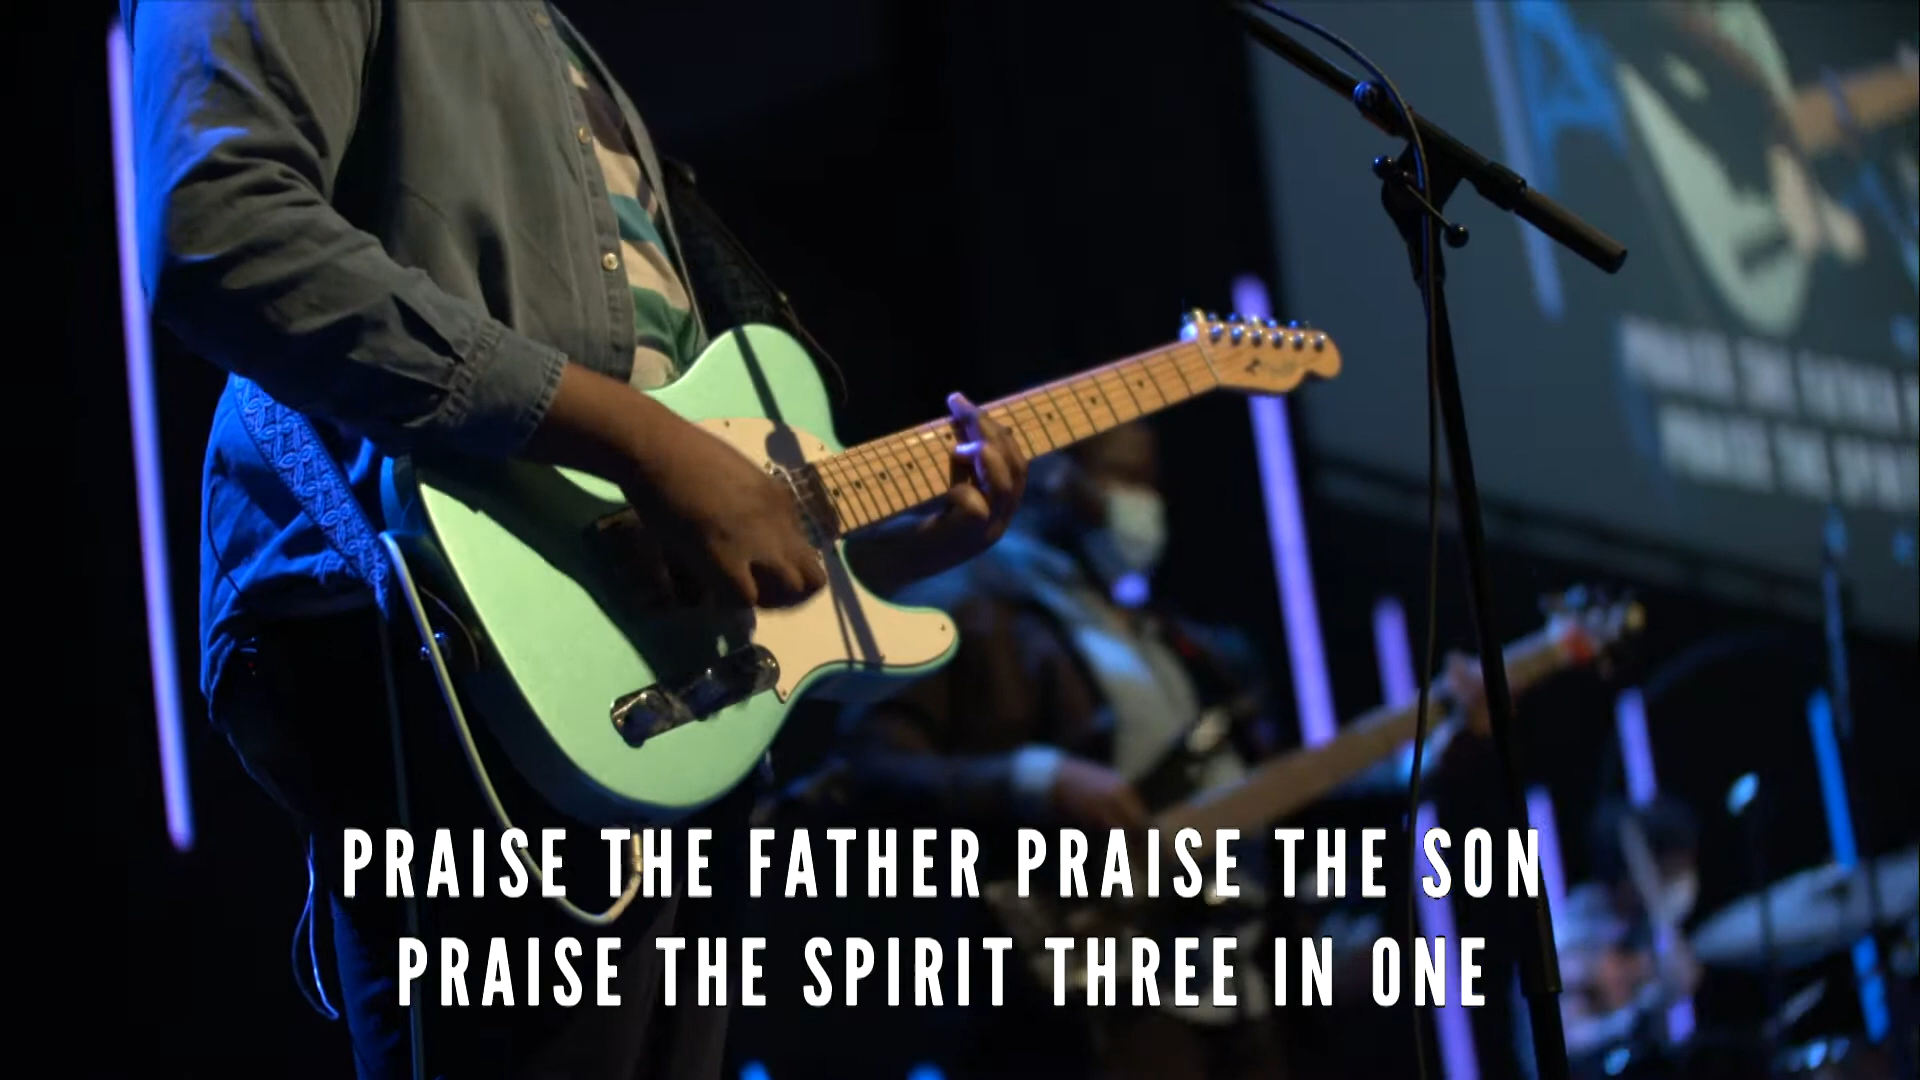 PRAISE THE FATHER PRAISE THE SON
PRAISE THE SPIRIT THREE IN ONE